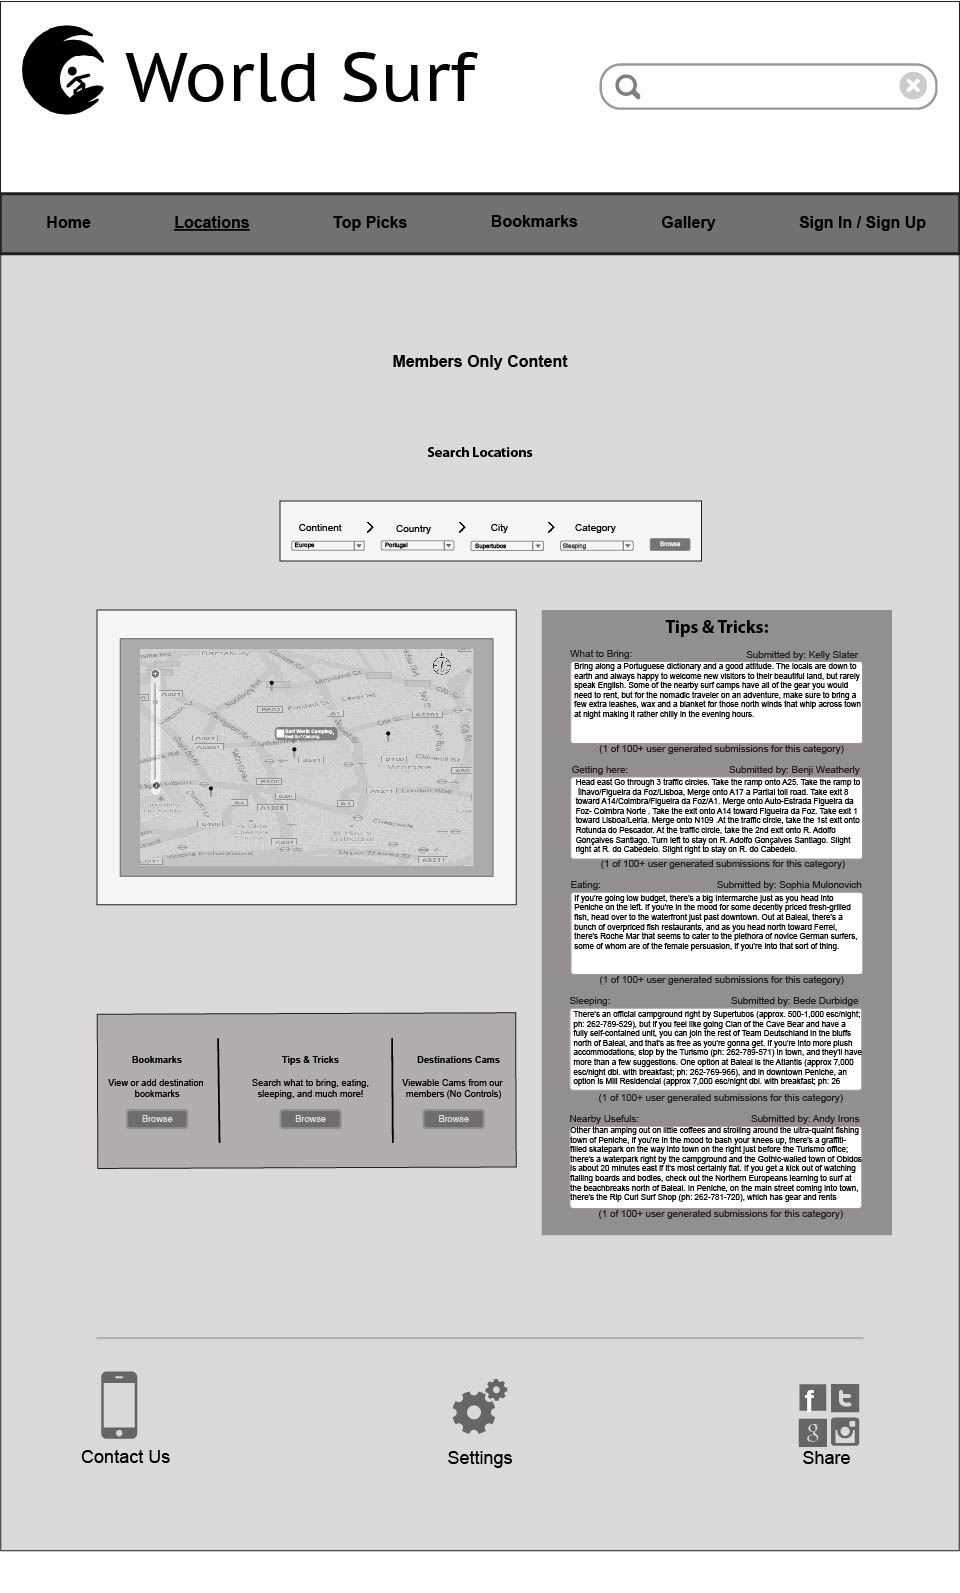 World Surf
Home Locations Top Picks Bookmarks Gallery Sign In / Sign Up
Members Only Content
Search Locations
Continent Country City Category
Europe Portugal Supertubos Sleeping Browse
Surf Worth Camping,
Best Surf Camping
A201
A401
A5201
B502
A5201
B501
B500
B100
A4
A1208
A1
A1211
A3211
Moorgate
Cheapside
Upper Thames St
Victoria Embankment
Bookmarks
View or add destination
bookmarks
Browse
Tips & Tricks
Search what to bring, eating,
sleeping, and much more!
Browse
Destinations Cams
Viewable Cams from our
members (No Controls)
Browse
Tips & Tricks:
What to Bring: Submitted by: Kelly Slater
Bring along a Portuguese dictionary and a good attitude. The locals are down to
earth and always happy to welcome new visitors to their beautiful land, but rarely
speak English. Some of the nearby surf camps have all of the gear you would
need to rent, but for the nomadic traveler on an adventure, make sure to bring a
few extra leashes, wax and a blanket for those north winds that whip across town
at night making it rather chilly in the evening hours.
(1 of 100+ user generated submissions for this category)
Getting here: Submitted by: Benji Weatherly
Head east Go through 3 traffic circles. Take the ramp onto A25. Take the ramp to
Ílhavo/Figueira da Foz/Lisboa, Merge onto A17 a Partial toll road. Take exit 8
toward A14/Coimbra/Figueira da Foz/A1. Merge onto Auto-Estrada Figueira da
Foz- Coimbra Norte . Take the exit onto A14 toward Figueira da Foz. Take exit 1
toward Lisboa/Leiria. Merge onto N109 .At the traffic circle, take the 1st exit onto
Rotunda do Pescador. At the traffic circle, take the 2nd exit onto R. Adolfo
Gonçalves Santiago. Turn left to stay on R. Adolfo Gonçalves Santiago. Slight
right at R. do Cabedelo. Slight right to stay on R. do Cabedelo.
(1 of 100+ user generated submissions for this category)
Eating: Submitted by: Sophia Mulonovich
If you're going low budget, there's a big Intermarche just as you head into
Peniche on the left. If you're in the mood for some decently priced fresh-grilled
fish, head over to the waterfront just past downtown. Out at Baleal, there's a
bunch of overpriced fish restaurants, and as you head north toward Ferrel,
there's Roche Mar that seems to cater to the plethora of novice German surfers,
some of whom are of the female persuasion, if you're into that sort of thing.
(1 of 100+ user generated submissions for this category)
Sleeping: Submitted by: Bede Durbidge
There's an official campground right by Supertubos (approx. 500-1,000 esc/night;
ph: 262-789-529), but if you feel like going Clan of the Cave Bear and have a
fully self-contained unit, you can join the rest of Team Deutschland in the bluffs
north of Baleal, and that's as free as you're gonna get. If you're into more plush
accommodations, stop by the Turismo (ph: 262-789-571) in town, and they'll have
more than a few suggestions. One option at Baleal is the Atlantis (approx 7,000
esc/night dbl. with breakfast; ph: 262-769-966), and in downtown Peniche, an
option is Mili Residencial (approx 7,000 esc/night dbl. with breakfast; ph: 26
(1 of 100+ user generated submissions for this category)
Nearby Usefuls: Submitted by: Andy Irons
Other than amping out on little coffees and strolling around the ultra-quaint fishing
town of Peniche, if you're in the mood to bash your knees up, there's a graffiti-
filled skatepark on the way into town on the right just before the Turismo office;
there's a waterpark right by the campground and the Gothic-walled town of Obidos
is about 20 minutes east if it's most certainly flat. If you get a kick out of watching
flailing boards and bodies, check out the Northern Europeans learning to surf at
the beachbreaks north of Baleal. In Peniche, on the main street coming into town,
there's the Rip Curl Surf Shop (ph: 262-781-720), which has gear and rents
(1 of 100+ user generated submissions for this category)
Contact Us
Settings
Share